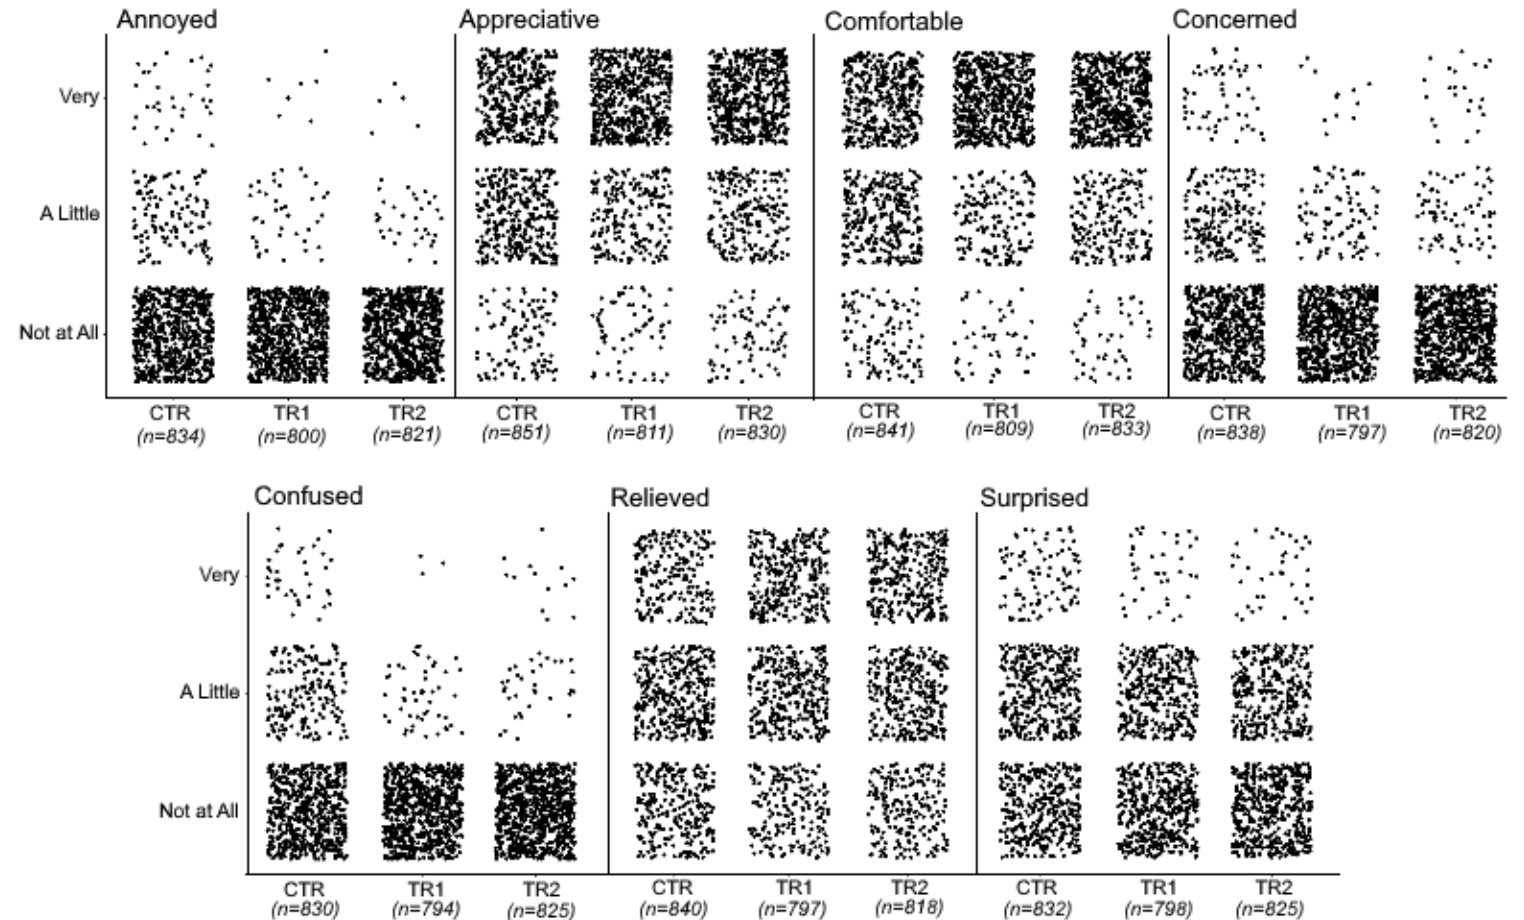 Annoyed Appreciative Comfortable Concerned
Very
A Little
Not at All
CTR TR1 TR2 CTR TR1 TR2 CTR TR1 TR2 CTR TR1 TR2
(n=834) (n=800) (n=821) (n=851) (n=811) (n=830) (n=841) (n=809) (n=833) (n=838) (n=797) (n=820)
Confused Relieved Surprised
Very
A Little
Not at All
CTR TR1 TR2 CTR TR1 TR2 CTR TR1 TR2
(n=830) (n=794) (n=825) (n=840) (n=797) (n=818) (n=832) (n=798) (n=825)